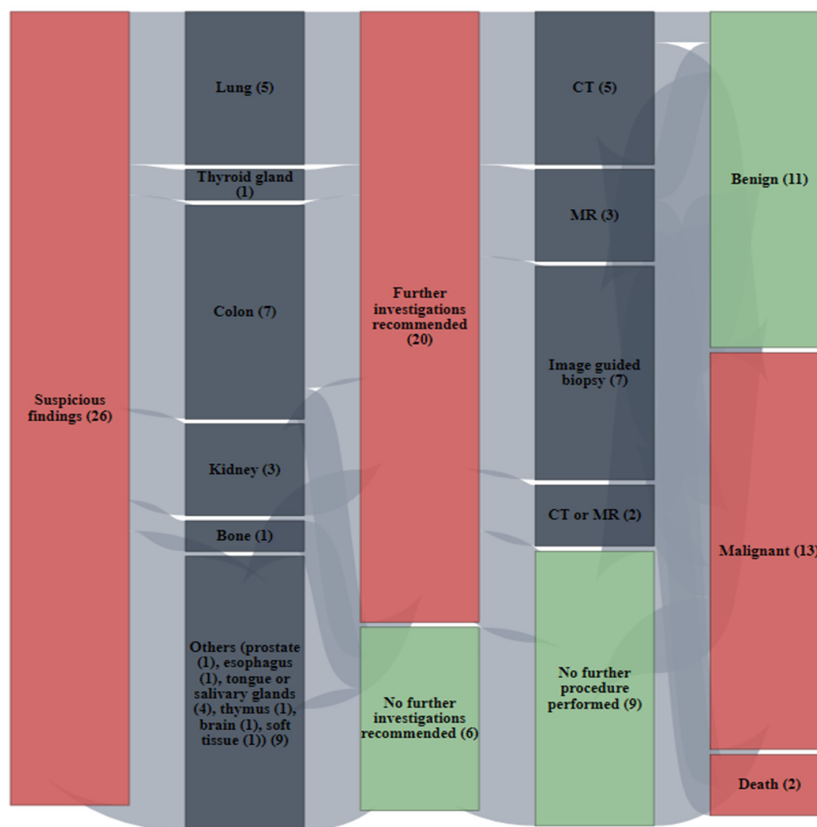 Suspicious
findings (26)
Lung (5)
Thyroid gland
(1)
Colon (7)
Kidney (3)
Bone (1)
Others (prostate
(1), esophagus
(1), tongue or
salivary glands
(4), thymus (1),
brain (1), soft
tissue (1)) (9)
Further
investigations
recommended
(20)
No further
investigations
recommended (6)
CT (5)
MR (3)
Image guided
biopsy (7)
CT or MR (2)
No further
procedure
performed (9)
Benign (11)
Malignant (13)
Death (2)